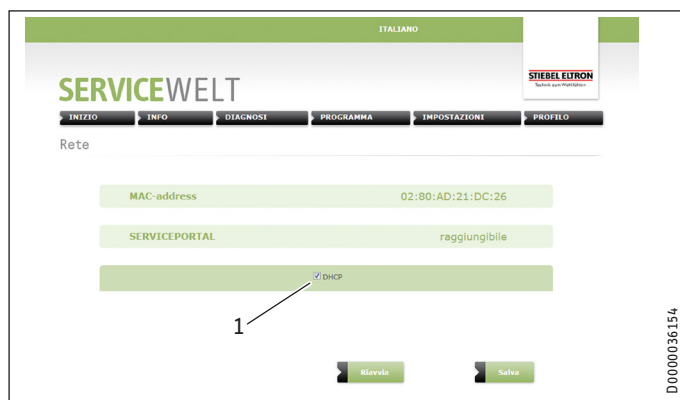 ITALIANO
STIEBEL ELTRON
Technik zum Wohlfühlen
SERVICEWELT
INIZIO INFO DIAGNOSI PROGRAMMA IMPOSTAZIONI PROFILO
Rete
MAC-address 02:80:AD:21:DC:26
SERVICEPORTAL raggiungibile
DHCP
1
Riavvia Salva
D0000036154